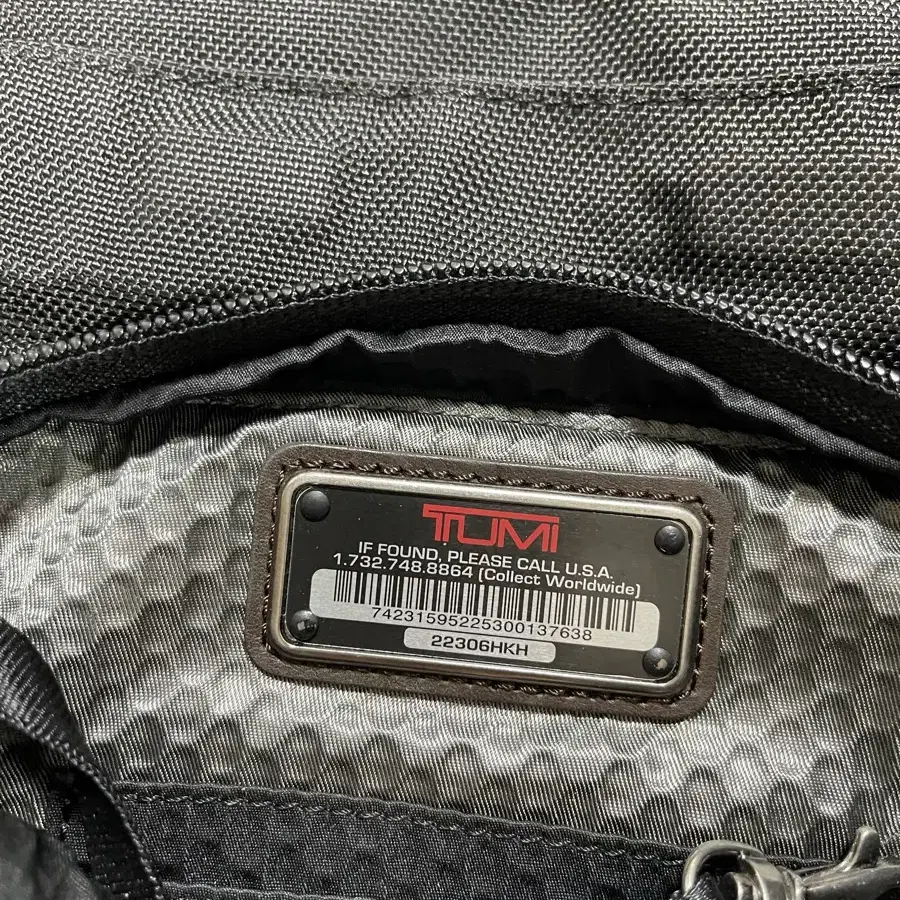 TUMI
IF FOUND, PLEASE CALL U.S.A.
1.732.748.8864 (Collect Worldwide)
74231595225300137638
22306HKH